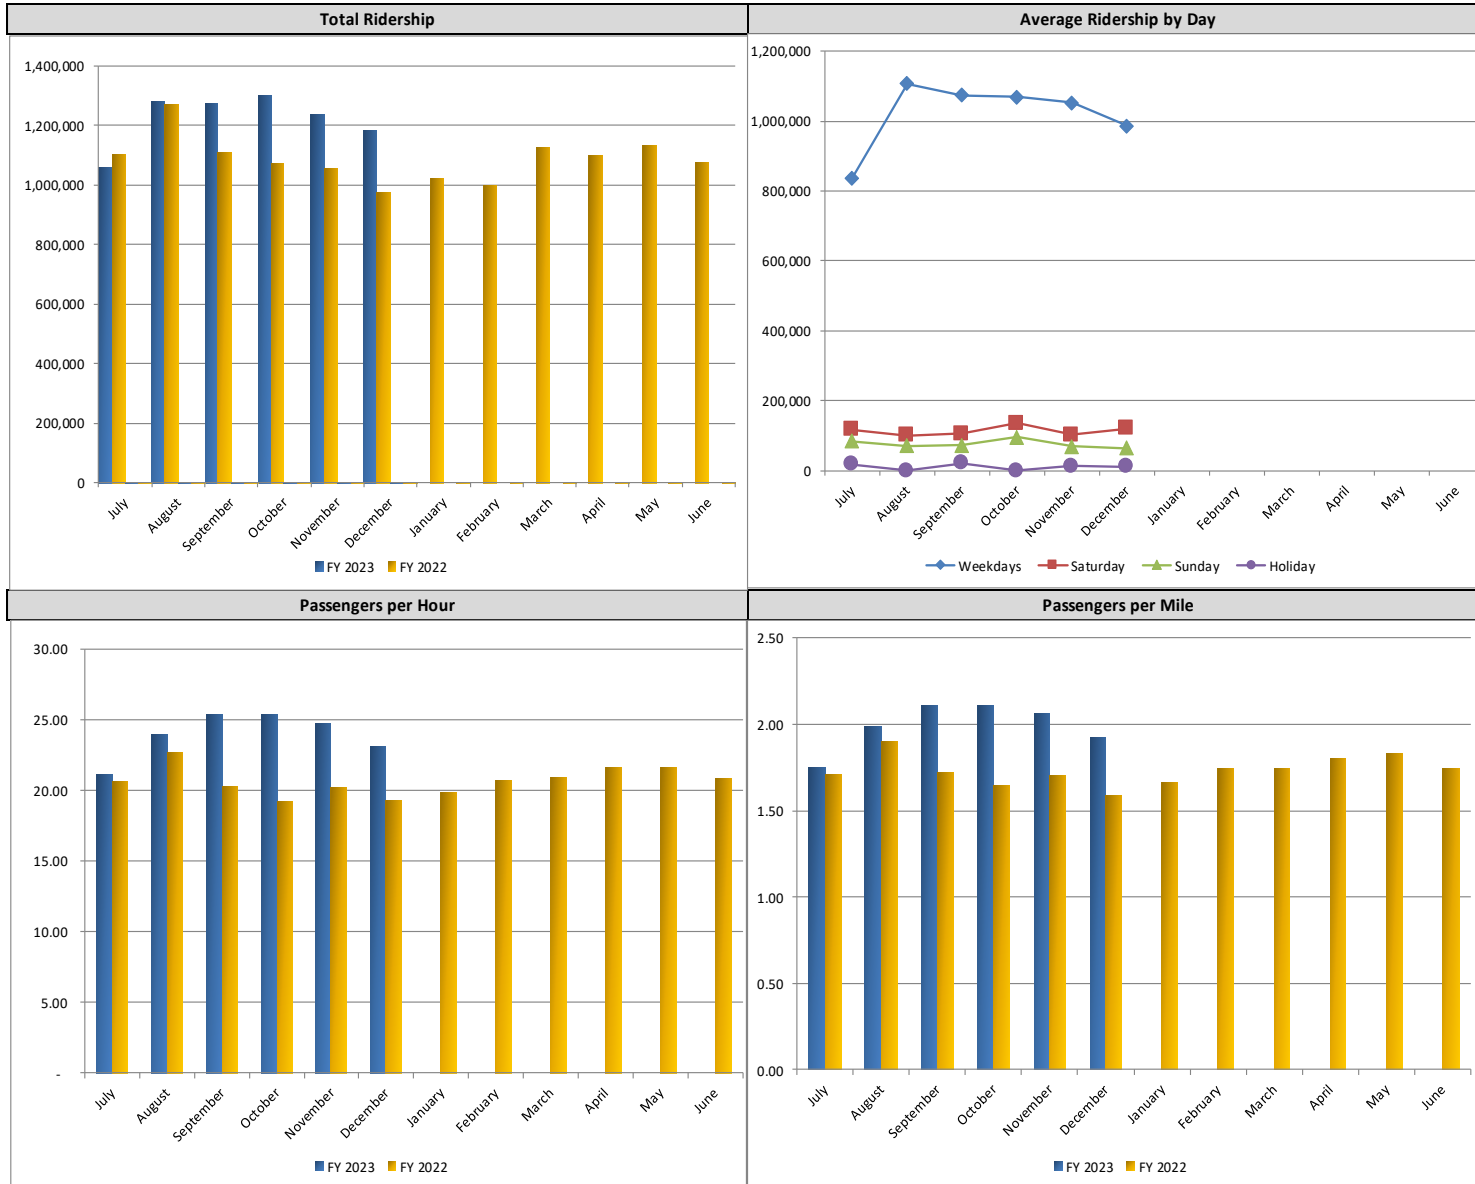 Total Ridership
1,400,000
1,200,000
1,000,000
800,000
600,000
400,000
200,000
0
July
August
September
October
November
December
January
February
March
April
May
June
FY 2023
FY 2022
Average Ridership by Day
1,200,000
1,000,000
800,000
600,000
400,000
200,000
0
July
August
September
October
November
December
January
February
March
April
May
June
Weekdays
Saturday
Sunday
Holiday
Passengers per Hour
30.00
25.00
20.00
15.00
10.00
5.00
-
July
August
September
October
November
December
January
February
March
April
May
June
FY 2023
FY 2022
Passengers per Mile
2.50
2.00
1.50
1.00
0.50
0.00
July
August
September
October
November
December
January
February
March
April
May
June
FY 2023
FY 2022